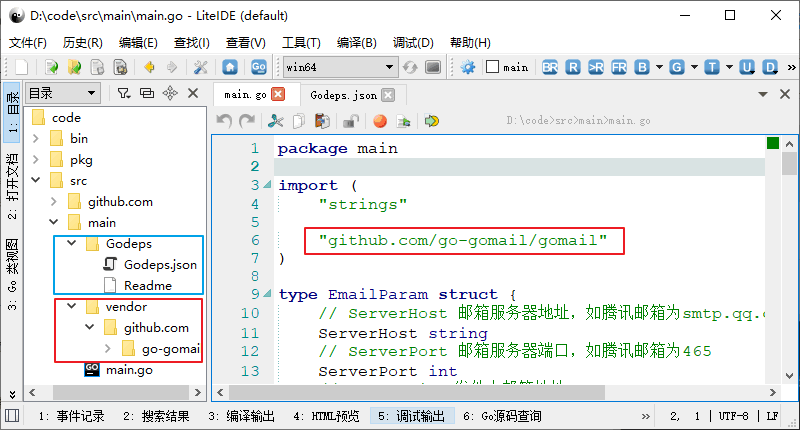 D:\code\src\main\main.go - LiteIDE (default)
文件(F) 历史(R) 编辑(E) 查找(I) 查看(V) 工具(T) 编译(B) 调试(D) 帮助(H)
Go win64 main BR R >R FR B G T U D »
1: 目录
2: 打开文档
3: Go 类视图
»
目录
code
bin
pkg
src
github.com
main
Godeps
Godeps.json
Readme
vendor
github.com
go-gomai
GO main.go
main.go Godeps.json
D:\code>src>main>main.go
1 package main
2
3 import (
4 "strings"
5
6 "github.com/go-gomail/gomail"
7 )
8
9 type EmailParam struct {
10 // ServerHost 邮箱服务器地址，如腾讯邮箱为smtp.qq.
11 ServerHost string
12 // ServerPort 邮箱服务器端口，如腾讯邮箱为465
13 ServerPort int
1: 事件记录 2: 搜索结果 3: 编译输出 4: HTML预览 5: 调试输出 6: Go源码查询 » 2, 1 | UTF-8 | LF